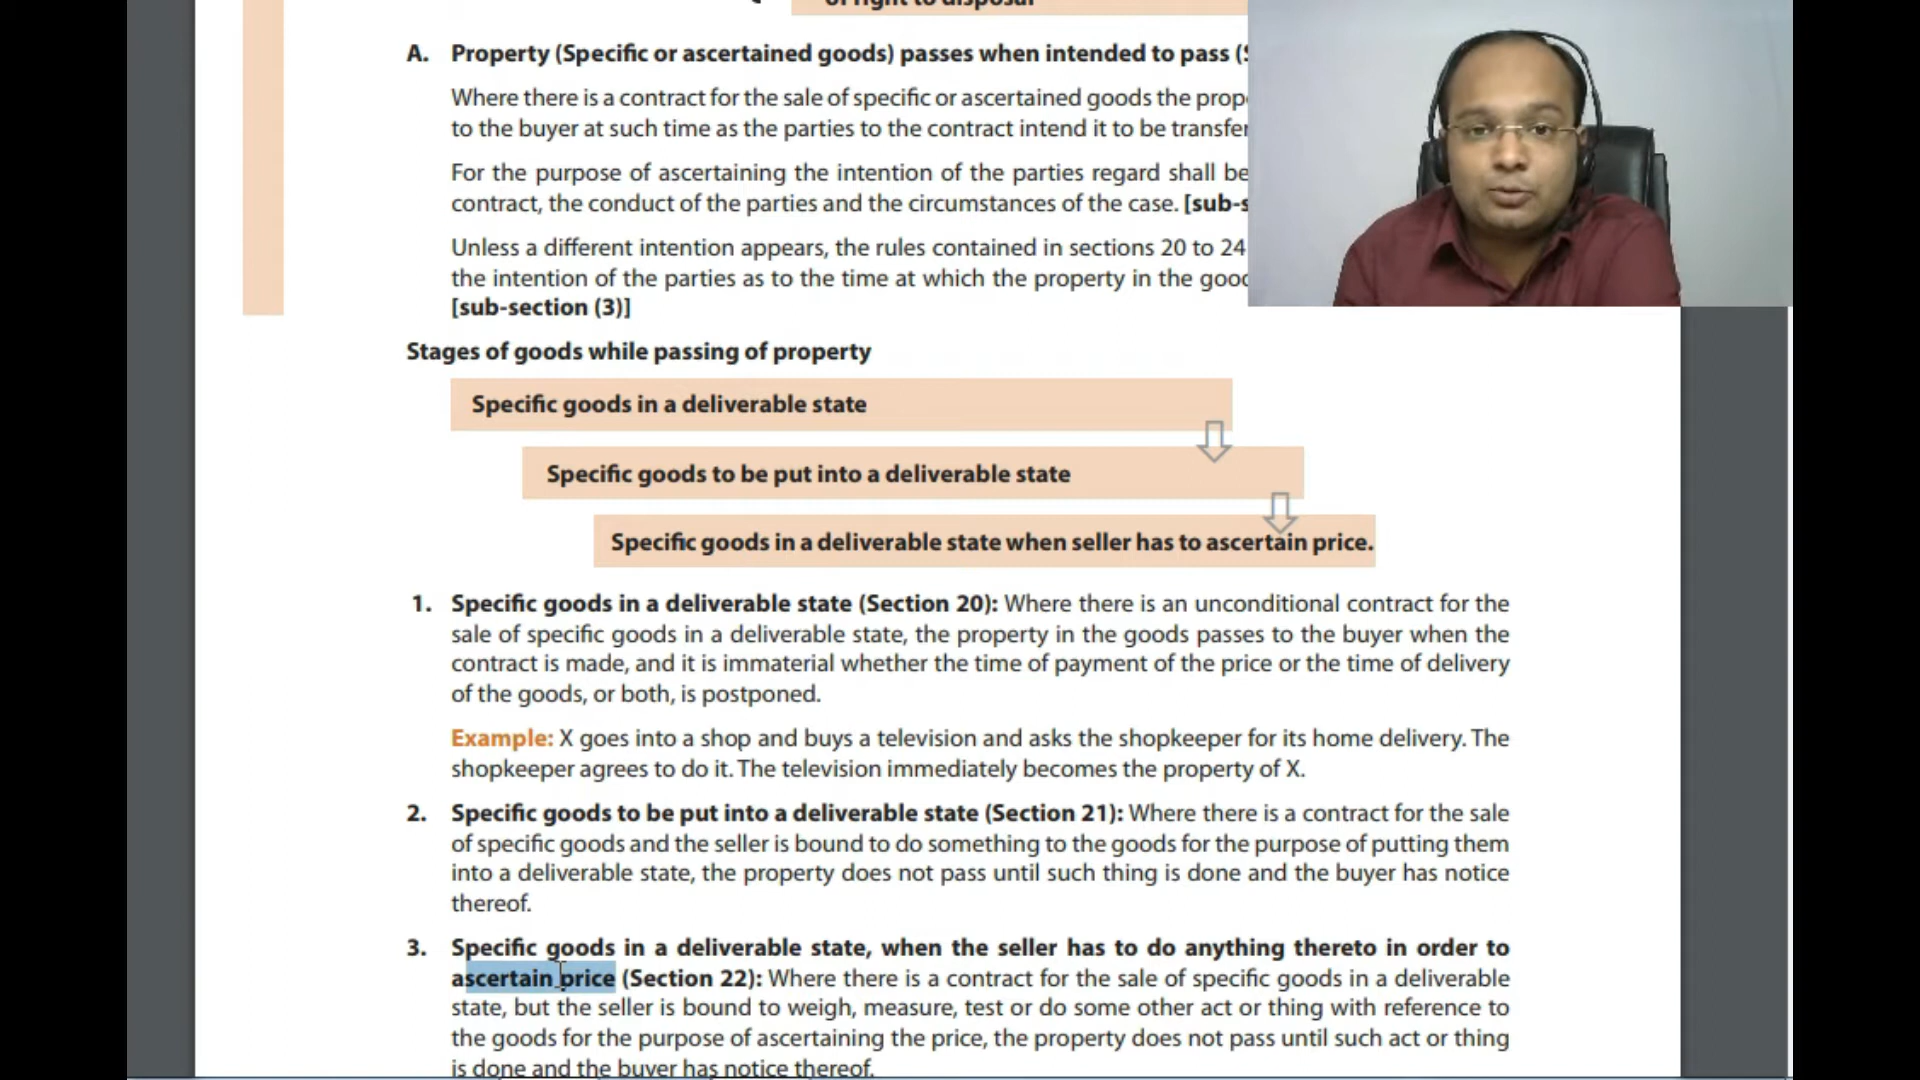 of right to disposal
A. Property (Specific or ascertained goods) passes when intended to pass (
Where there is a contract for the sale of specific or ascertained goods the
to the buyer at such time as the parties to the contract intend it to be
For the purpose of ascertaining the intention of the parties regard shall be
contract, the conduct of the parties and the circumstances of the case. [sub-
Unless a different intention appears, the rules contained in sections 20 to 24
the intention of the parties as to the time at which the property in the
[sub-section (3)]
Stages of goods while passing of property
Specific goods in a deliverable state
Specific goods to be put into a deliverable state
Specific goods in a deliverable state when seller has to ascertain price.
1. Specific goods in a deliverable state (Section 20): Where there is an unconditional contract for the
sale of specific goods in a deliverable state, the property in the goods passes to the buyer when the
contract is made, and it is immaterial whether the time of payment of the price or the time of delivery
of the goods, or both, is postponed.
Example: X goes into a shop and buys a television and asks the shopkeeper for its home delivery. The
shopkeeper agrees to do it. The television immediately becomes the property of X.
2. Specific goods to be put into a deliverable state (Section 21): Where there is a contract for the sale
of specific goods and the seller is bound to do something to the goods for the purpose of putting them
into a deliverable state, the property does not pass until such thing is done and the buyer has notice
thereof.
3. Specific goods in a deliverable state, when the seller has to do anything thereto in order to
ascertain price (Section 22): Where there is a contract for the sale of specific goods in a deliverable
state, but the seller is bound to weigh, measure, test or do some other act or thing with reference to
the goods for the purpose of ascertaining the price, the property does not pass until such act or thing
is done and the buyer has notice thereof.